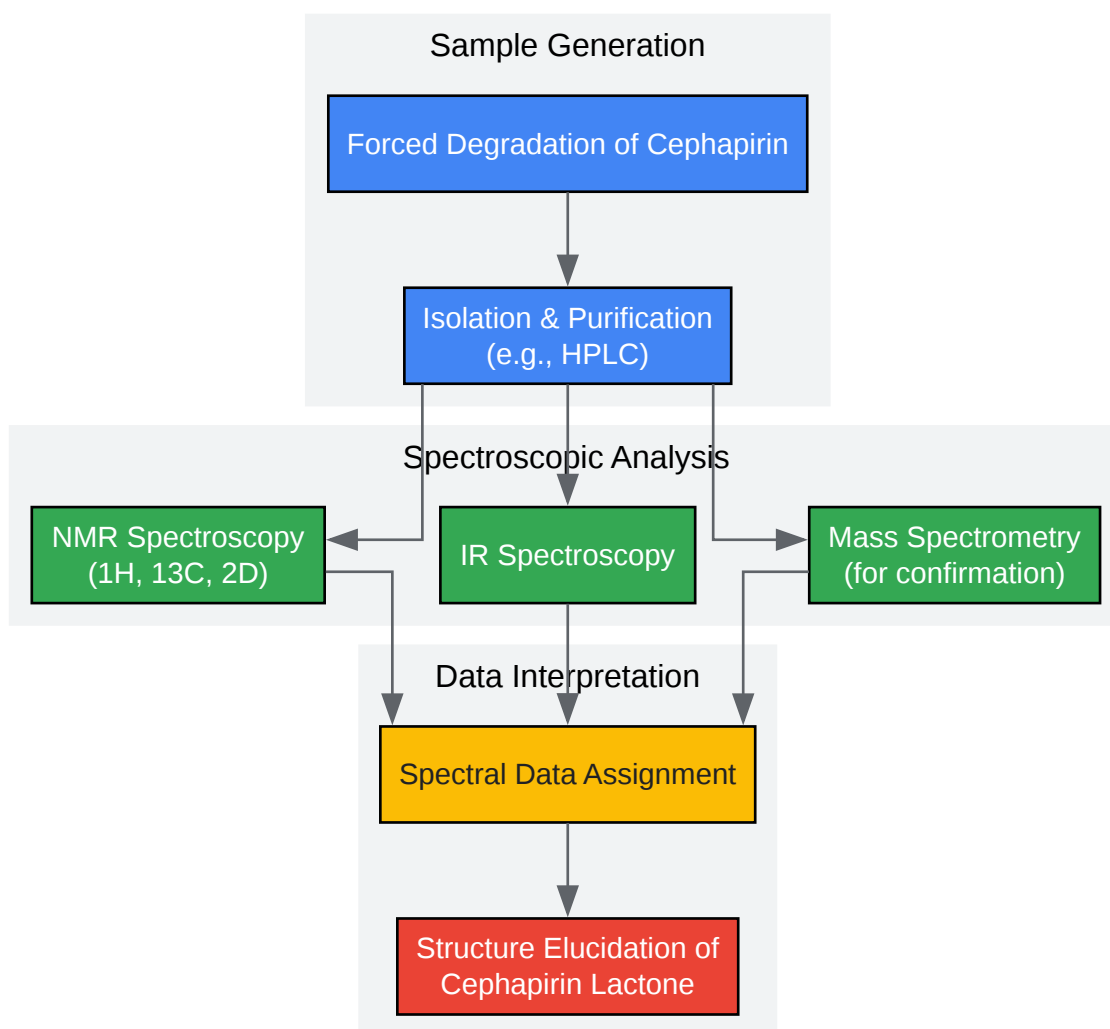 Sample Generation
Forced Degradation of Cephapirin
Isolation & Purification
(e.g., HPLC)
Spectroscopic Analysis
NMR Spectroscopy
(1H, 13C, 2D)
IR Spectroscopy
Mass Spectrometry
(for confirmation)
Data Interpretation
Spectral Data Assignment
Structure Elucidation of
Cephapirin Lactone